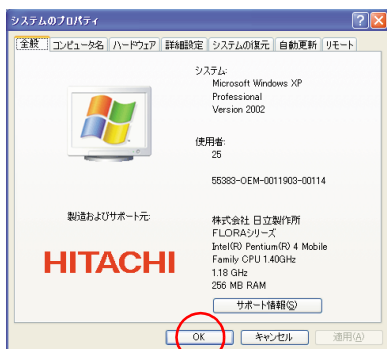 システムのプロパティ
全般 コンピュータ名 ハードウェア 詳細設定 システムの復元 自動更新 リモート
システム:
Microsoft Windows XP
Professional
Version 2002
使用者:
25
55383-OEM-0011903-00114
製造およびサポート元:
HITACHI
株式会社 日立製作所
FLORAシリーズ
Intel(R) Pentium(R) 4 Mobile
Family CPU 1.40GHz
1.18 GHz
256 MB RAM
サポート情報(S)
OK キャンセル 適用(A)